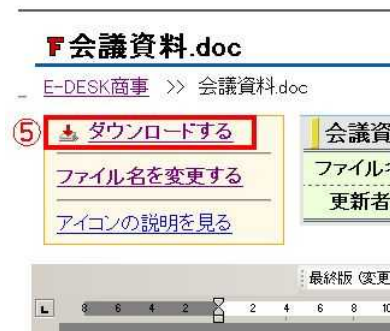 会議資料.doc
E-DESK商事 >> 会議資料.doc
⑤ ダウンロードする
ファイル名を変更する
アイコンの説明を見る
会議資
ファイル名
更新者
最終版 (変更
L 8 6 4 2 2 4 6 8 10